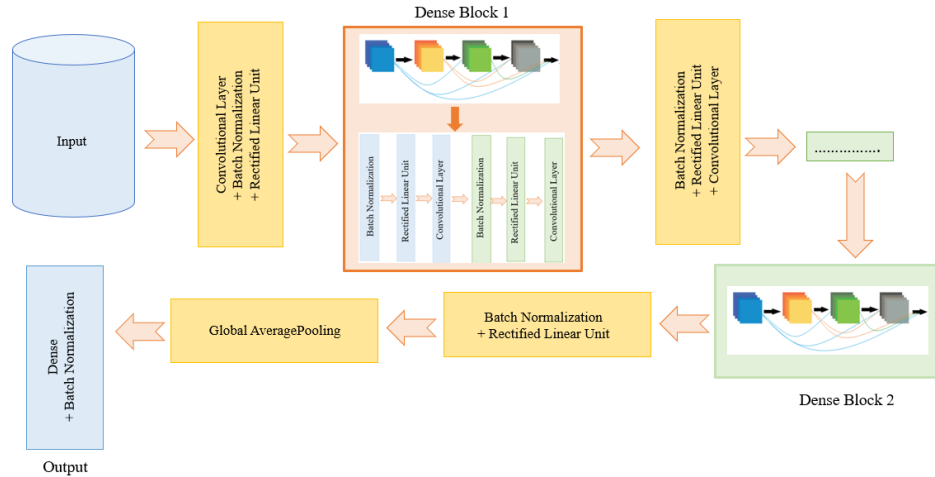 Dense Block 1
Input
Convolutional Layer
+ Batch Normalization
+ Rectified Linear Unit
Batch Normalization
Rectified Linear Unit
Convolutional Layer
Batch Normalization
Rectified Linear Unit
Convolutional Layer
Batch Normalization
+ Rectified Linear Unit
+ Convolutional Layer
................
Dense Block 2
Batch Normalization
+ Rectified Linear Unit
Global AveragePooling
Dense
+ Batch Normalization
Output